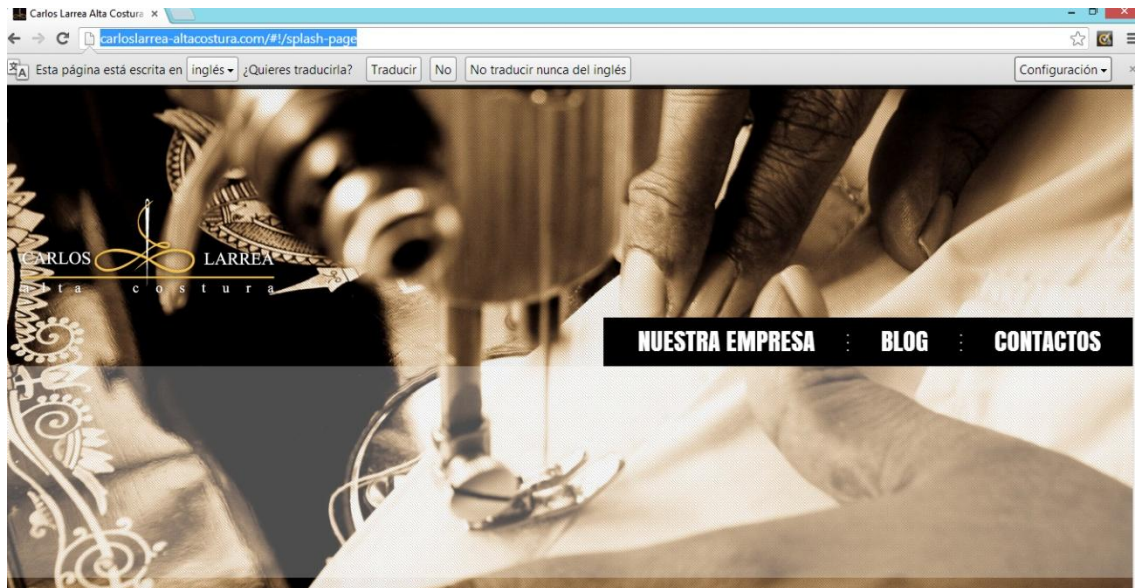 Carlos Larrea Alta Costura
carloslarrea-altacostura.com/#!/splash-page
Esta página está escrita en inglés ¿Quieres traducirla? Traducir No No traducir nunca del inglés Configuración
CARLOS LARREA
alta costura
NUESTRA EMPRESA BLOG CONTACTOS